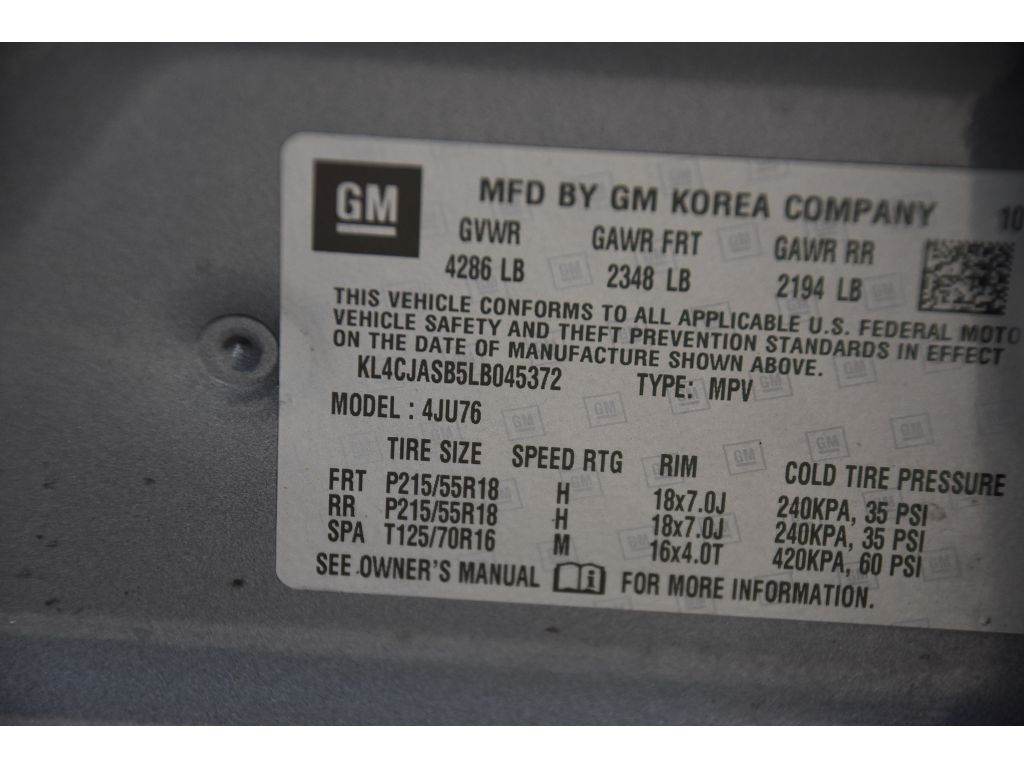 GM
MFD BY GM KOREA COMPANY 10
GVWR GAWR FRT GAWR RR
4286 LB 2348 LB 2194 LB
THIS VEHICLE CONFORMS TO ALL APPLICABLE U.S. FEDERAL MOTO
VEHICLE SAFETY AND THEFT PREVENTION STANDARDS IN EFFECT
ON THE DATE OF MANUFACTURE SHOWN ABOVE.
KL4CJASB5LB045372 TYPE: MPV
MODEL : 4JU76
TIRE SIZE SPEED RTG RIM COLD TIRE PRESSURE
FRT P215/55R18 H 18x7.0J 240KPA, 35 PSI
RR P215/55R18 H 18x7.0J 240KPA, 35 PSI
SPA T125/70R16 M 16x4.0T 420KPA, 60 PSI
SEE OWNER'S MANUAL FOR MORE INFORMATION.